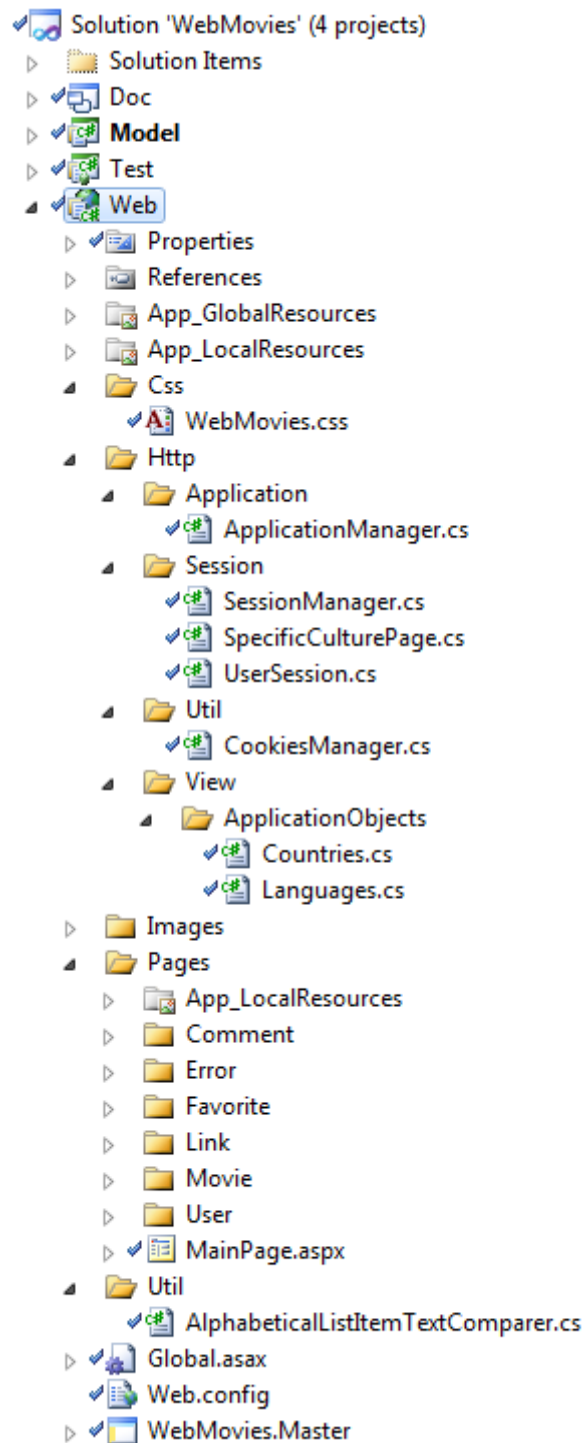 Solution 'WebMovies' (4 projects)
Solution Items
Doc
Model
Test
Web
Properties
References
App_GlobalResources
App_LocalResources
Css
WebMovies.css
Http
Application
ApplicationManager.cs
Session
SessionManager.cs
SpecificCulturePage.cs
UserSession.cs
Util
CookiesManager.cs
View
ApplicationObjects
Countries.cs
Languages.cs
Images
Pages
App_LocalResources
Comment
Error
Favorite
Link
Movie
User
MainPage.aspx
Util
AlphabeticalListItemTextComparer.cs
Global.asax
Web.config
WebMovies.Master